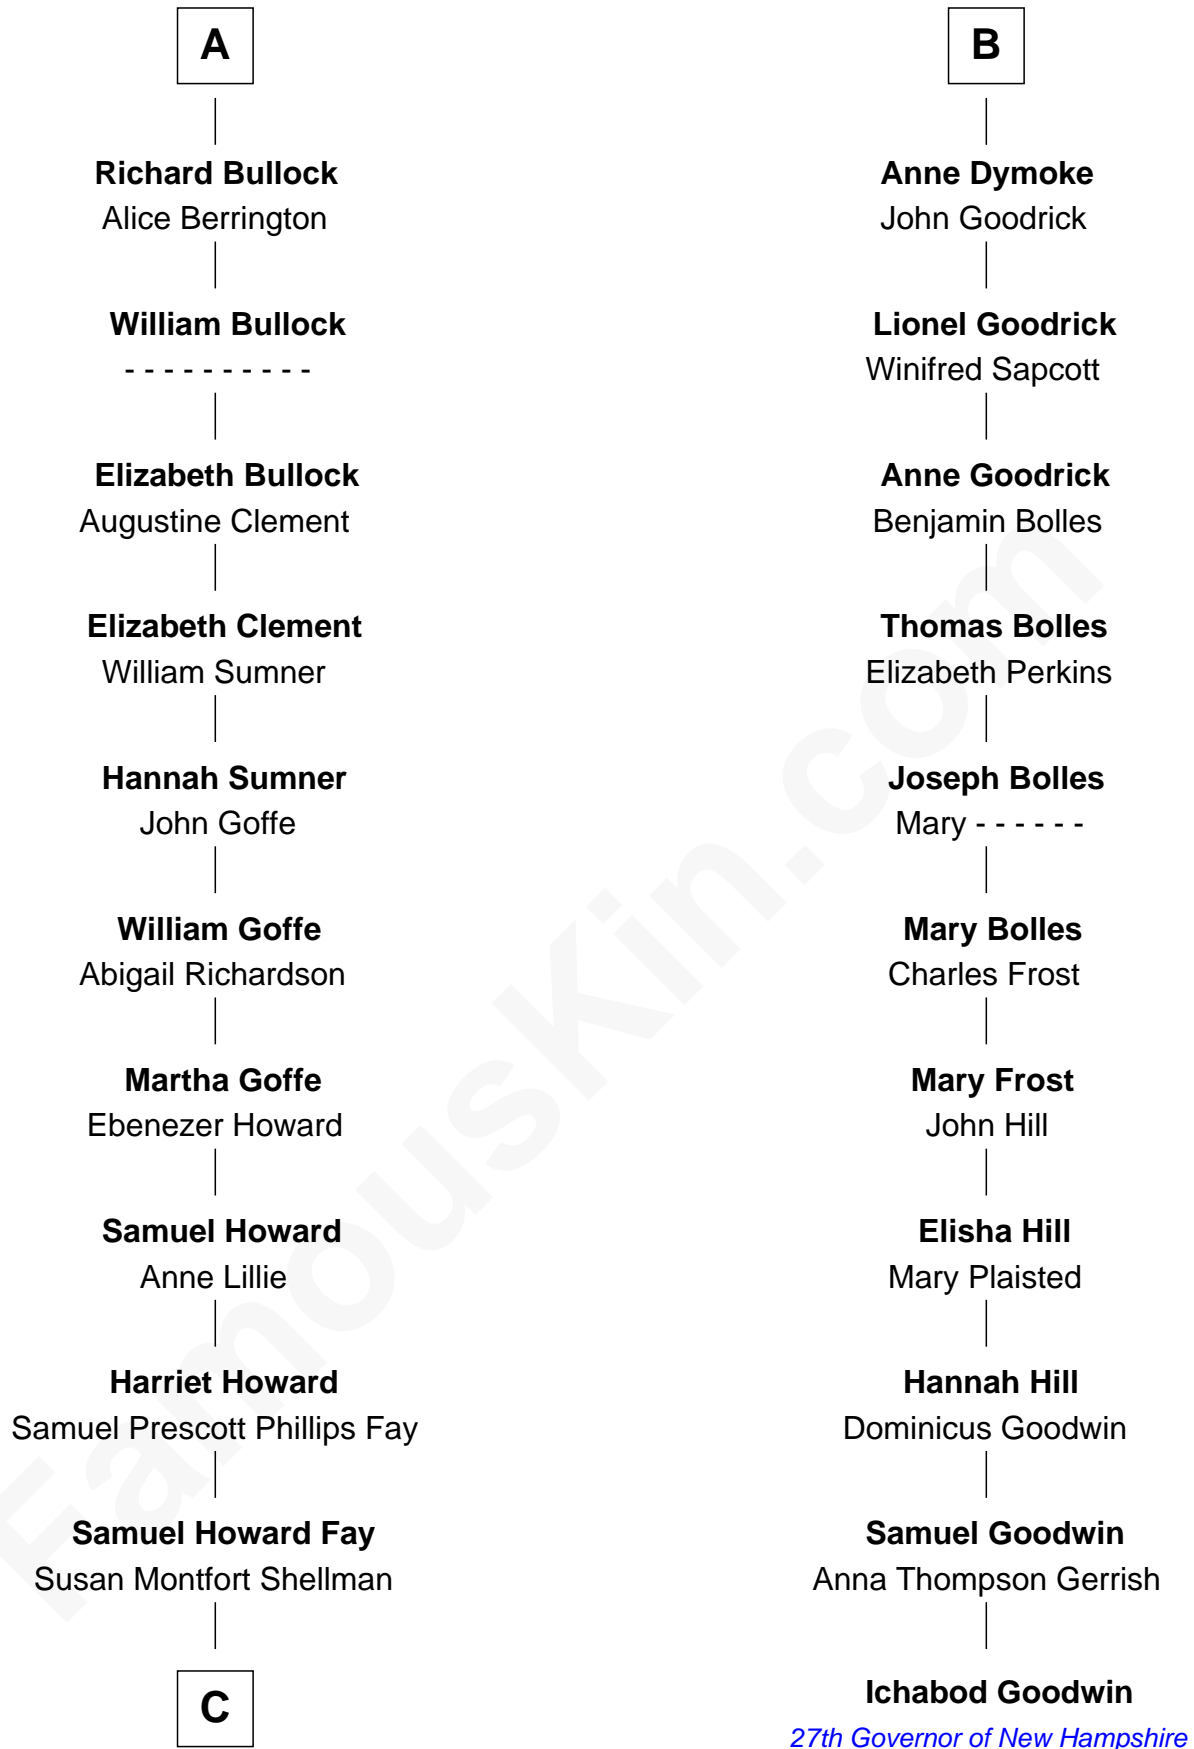 A
Richard Bullock
Alice Berrington
William Bullock
- - - - - - - - - -
Elizabeth Bullock
Augustine Clement
Elizabeth Clement
William Sumner
Hannah Sumner
John Goffe
William Goffe
Abigail Richardson
Martha Goffe
Ebenezer Howard
Samuel Howard
Anne Lillie
Harriet Howard
Samuel Prescott Phillips Fay
Samuel Howard Fay
Susan Montfort Shellman
C
B
Anne Dymoke
John Goodrick
Lionel Goodrick
Winifred Sapcott
Anne Goodrick
Benjamin Bolles
Thomas Bolles
Elizabeth Perkins
Joseph Bolles
Mary - - - - - -
Mary Bolles
Charles Frost
Mary Frost
John Hill
Elisha Hill
Mary Plaisted
Hannah Hill
Dominicus Goodwin
Samuel Goodwin
Anna Thompson Gerrish
Ichabod Goodwin
27th Governor of New Hampshire
FamousKin.com